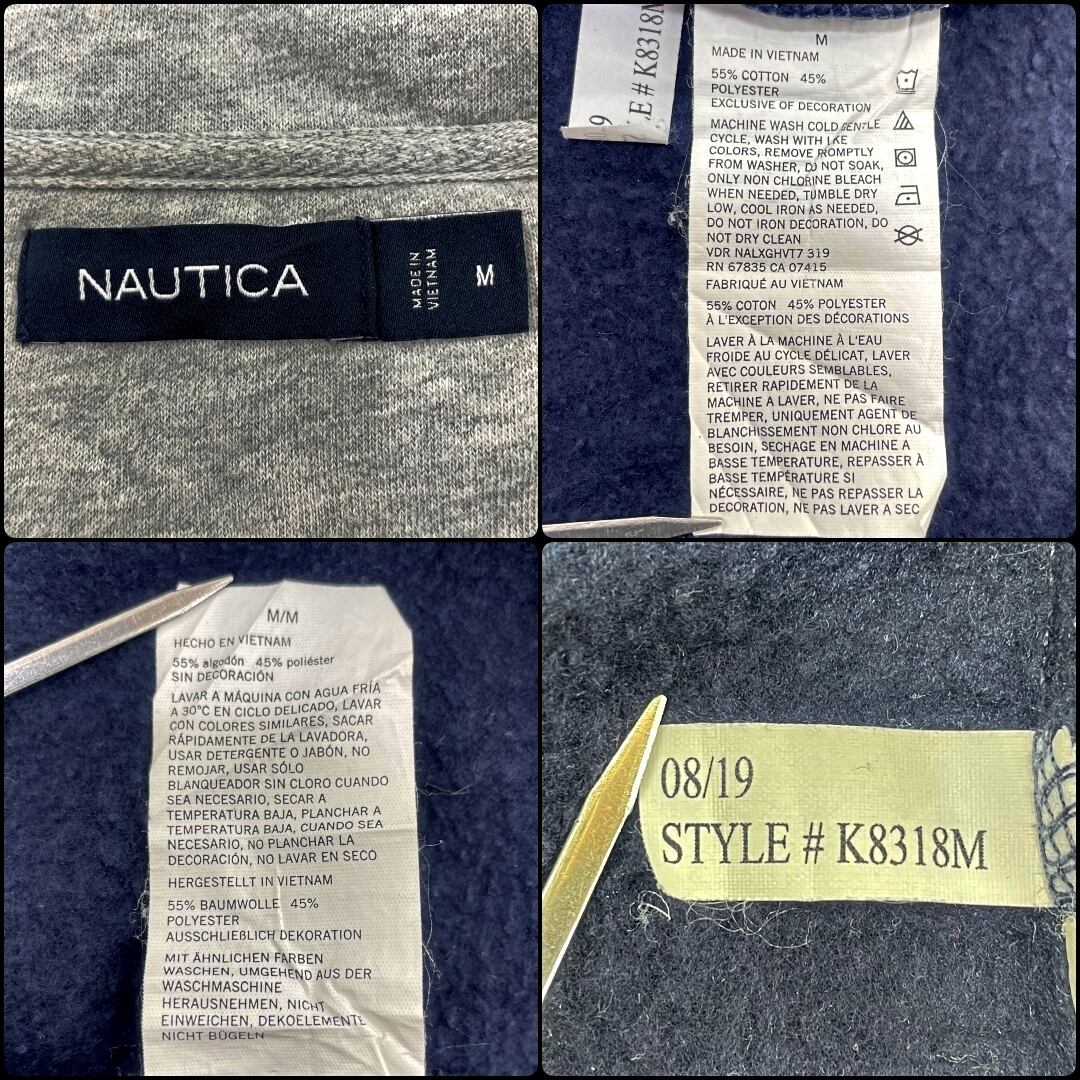 NAUTICA
MADE IN
VIETNAM
M
08/19
STYLE # K8318M
M
MADE IN VIETNAM
55% COTTON 45%
POLYESTER
EXCLUSIVE OF DECORATION
MACHINE WASH COLD GENTLE
CYCLE, WASH WITH LIKE
COLORS, REMOVE PROMPTLY
FROM WASHER, DO NOT SOAK,
ONLY NON CHLORINE BLEACH
WHEN NEEDED, TUMBLE DRY
LOW, COOL IRON AS NEEDED,
DO NOT IRON DECORATION, DO
NOT DRY CLEAN
VDR NALXGHVT7 319
RN 67835 CA 07415
FABRIQUÉ AU VIETNAM
55% COTON 45% POLYESTER
À L'EXCEPTION DES DÉCORATIONS
LAVER À LA MACHINE À L'EAU
FROIDE AU CYCLE DÉLICAT, LAVER
AVEC COULEURS SEMBLABLES,
RETIRER RAPIDEMENT DE LA
MACHINE A LAVER, NE PAS FAIRE
TREMPER, UNIQUEMENT AGENT DE
BLANCHISSEMENT NON CHLORE AU
BESOIN, SECHAGE EN MACHINE A
BASSE TEMPERATURE, REPASSER À
BASSE TEMPÉRATURE SI
NÉCESSAIRE, NE PAS REPASSER LA
DECORATION, NE PAS LAVER A SEC
M/M
HECHO EN VIETNAM
55% algodón 45% poliéster
SIN DECORACIÓN
LAVAR A MÁQUINA CON AGUA FRÍA
A 30°C EN CICLO DELICADO, LAVAR
CON COLORES SIMILARES, SACAR
RÁPIDAMENTE DE LA LAVADORA,
USAR DETERGENTE O JABÓN, NO
REMOJAR, USAR SÓLO
BLANQUEADOR SIN CLORO CUANDO
SEA NECESARIO, SECAR A
TEMPERATURA BAJA, PLANCHAR A
TEMPERATURA BAJA, CUANDO SEA
NECESARIO, NO PLANCHAR LA
DECORACIÓN, NO LAVAR EN SECO
HERGESTELLT IN VIETNAM
55% BAUMWOLLE 45%
POLYESTER
AUSSCHLIEßLICH DEKORATION
MIT ÄHNLICHEN FARBEN
WASCHEN, UMGEHEND AUS DER
WASCHMASCHINE
HERAUSNEHMEN, NICHT
EINWEICHEN, DEKOELEMENTE
NICHT BÜGELN
08/19
STYLE # K8318M